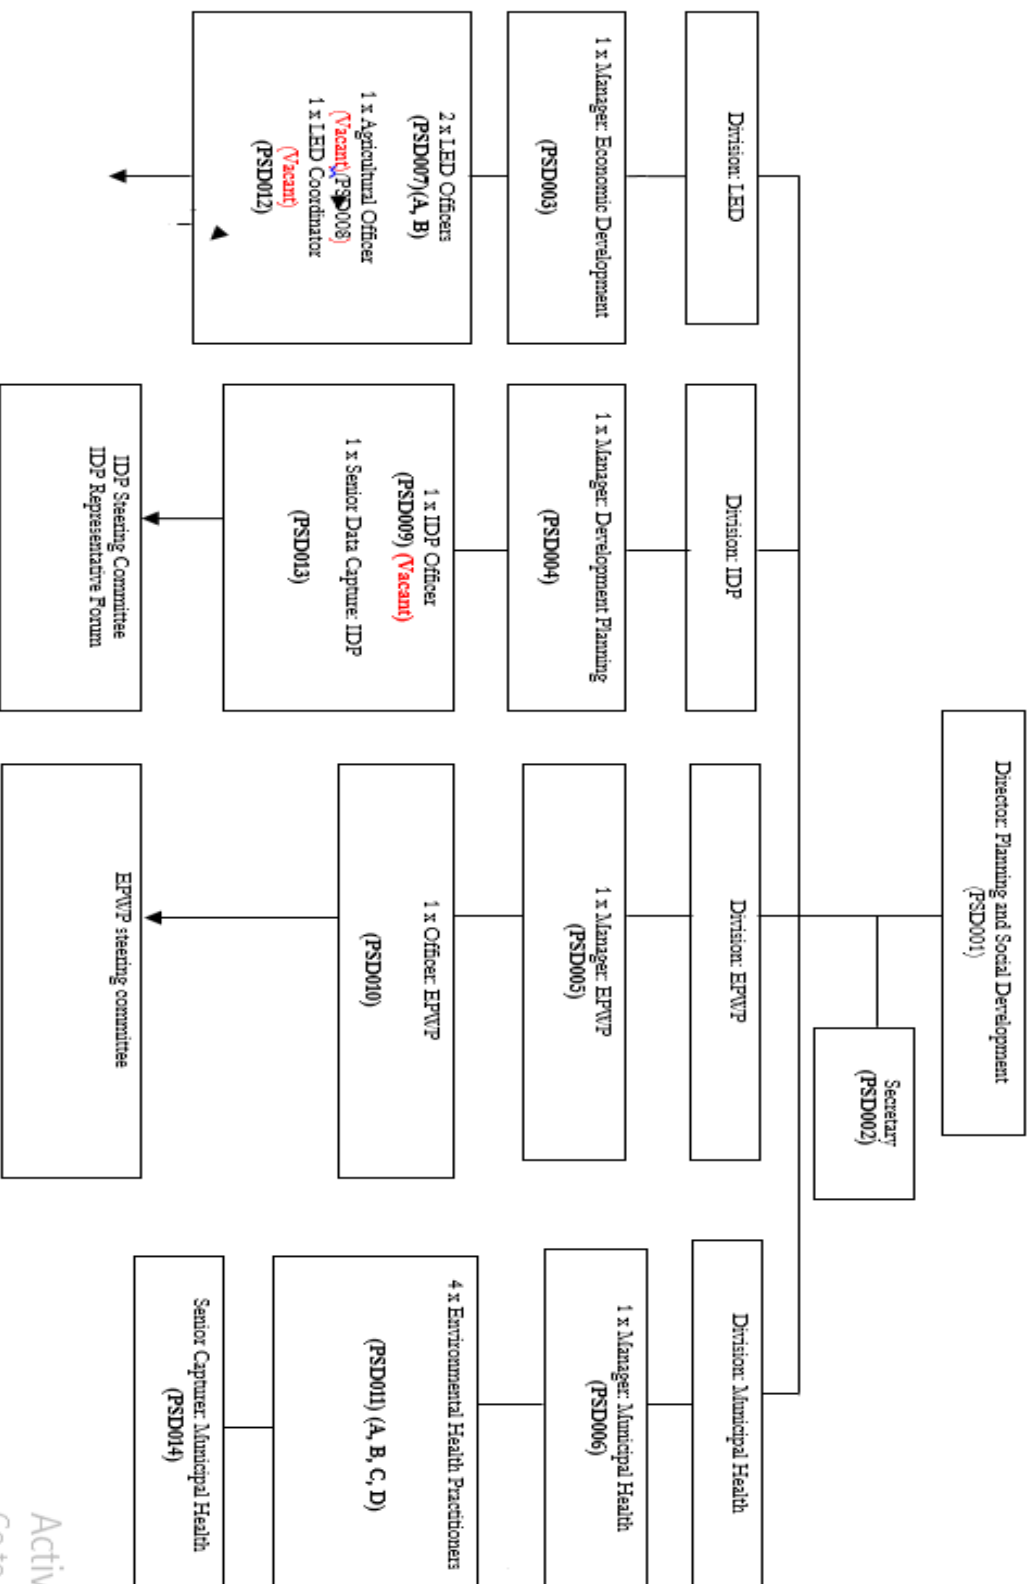 Director: Planning and Social Development
(PSD001)
Secretary
(PSD002)
Division: LED
Division: IDP
Division: EPWP
Division: Municipal Health
1 x Manager: Economic Development
(PSD003)
1 x Manager: Development Planning
(PSD004)
1 x Manager: EPWP
(PSD005)
1 x Manager: Municipal Health
(PSD006)
2 x LED Officers
(PSD007)(A, B)
1 x Agricultural Officer
(Vacant)(PSD008)
1 x LED Coordinator
(Vacant)
(PSD012)
1 x IDP Officer
(PSD009) (Vacant)
1 x Senior Data Capture: IDP
(PSD013)
1 x Officer: EPWP
(PSD010)
4 x Environmental Health Practitioners
(PSD011) (A, B, C, D)
IDP Steering Committee
IDP Representative Forum
EPWP steering committee
Senior Capturer: Municipal Health
(PSD014)